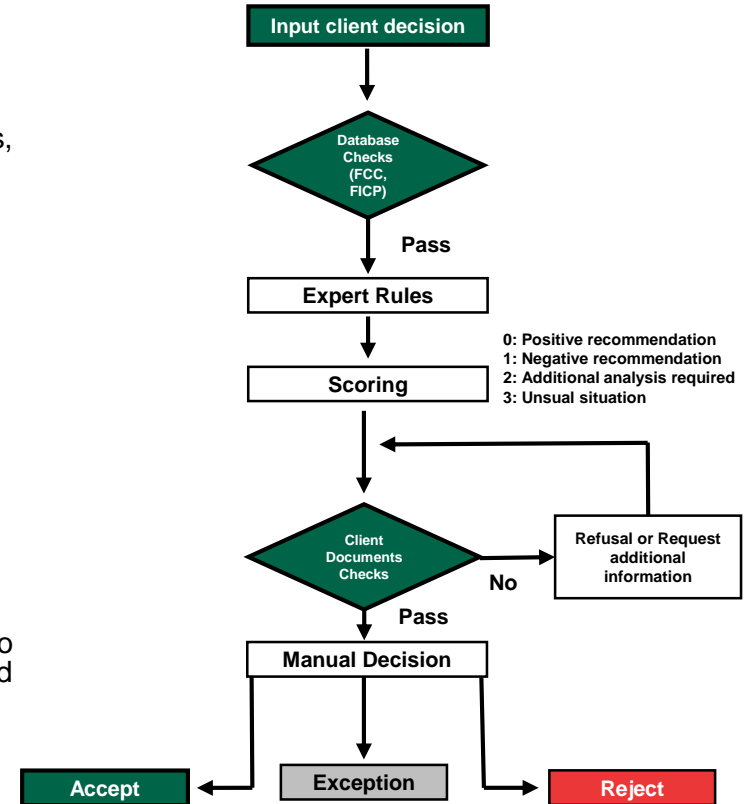 Input client decision
s,
Database
Checks
(FCC,
FICP)
Pass
Expert Rules
0: Positive recommendation
1: Negative recommendation
2: Additional analysis required
3: Unsual situation
Scoring
Client
Documents
Checks
No
Refusal or Request
additional
information
Pass
o
d
Manual Decision
Accept
Exception
Reject